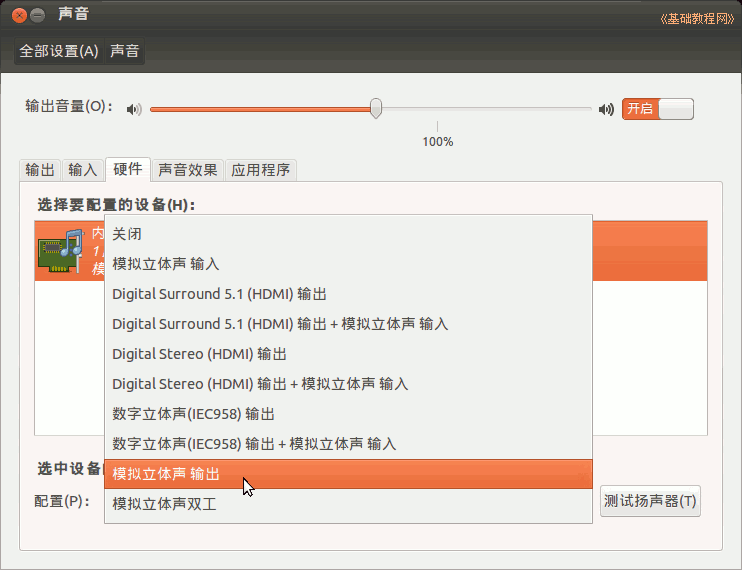 声音
《基础教程网》
全部设置(A) 声音
输出音量(O)：
开启
100%
输出 输入 硬件 声音效果 应用程序
选择要配置的设备(H)：
内
1
模
关闭
模拟立体声 输入
Digital Surround 5.1 (HDMI) 输出
Digital Surround 5.1 (HDMI) 输出 + 模拟立体声 输入
Digital Stereo (HDMI) 输出
Digital Stereo (HDMI) 输出 + 模拟立体声 输入
数字立体声(IEC958) 输出
数字立体声(IEC958) 输出 + 模拟立体声 输入
模拟立体声 输出
模拟立体声双工
选中设备
配置(P)：
测试扬声器(T)